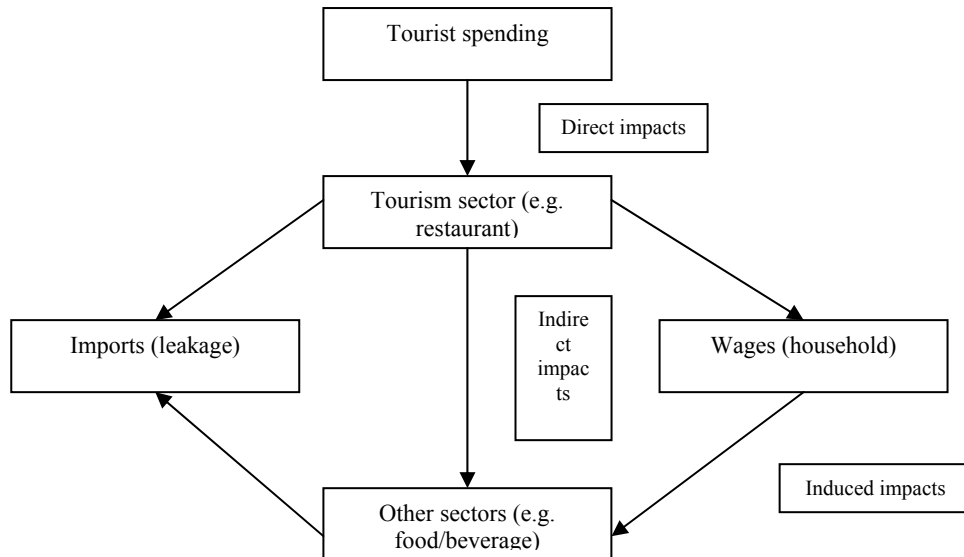 Tourist spending
Direct impacts
Tourism sector (e.g.
restaurant)
Imports (leakage)
Indire
ct
impac
ts
Wages (household)
Induced impacts
Other sectors (e.g.
food/beverage)